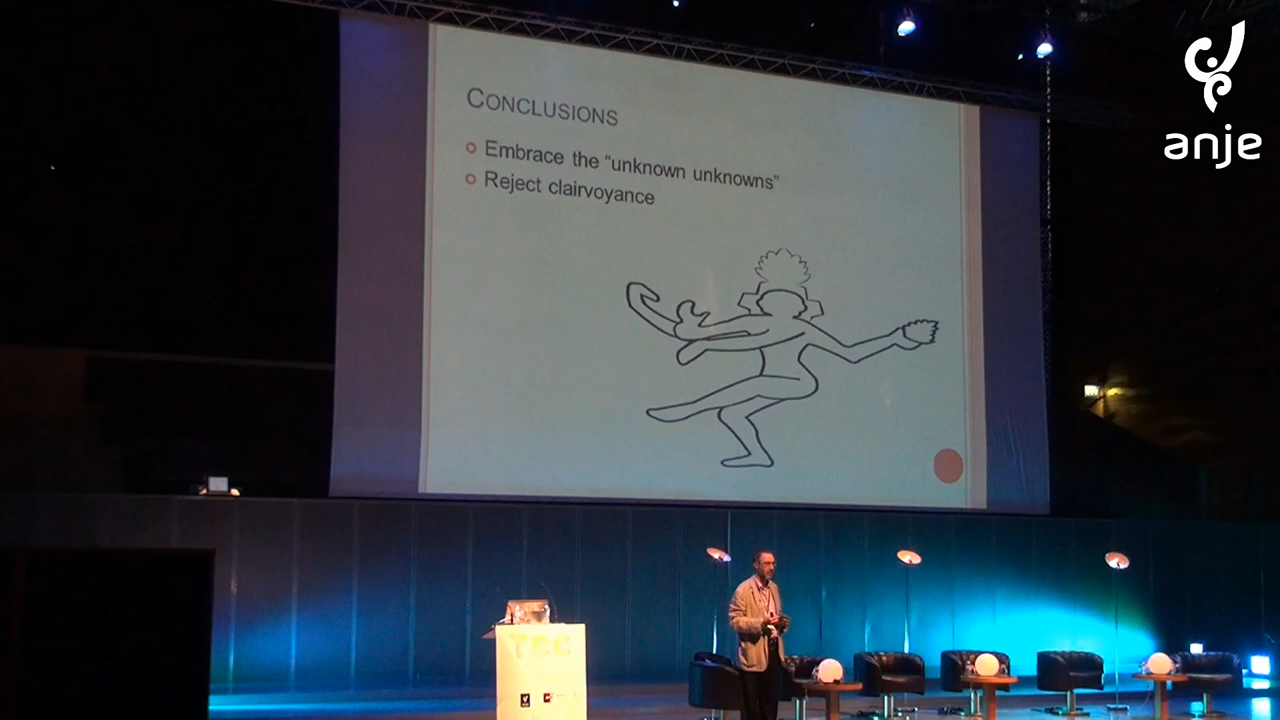 anje
CONCLUSIONS
Embrace the “unknown unknowns”
Reject clairvoyance